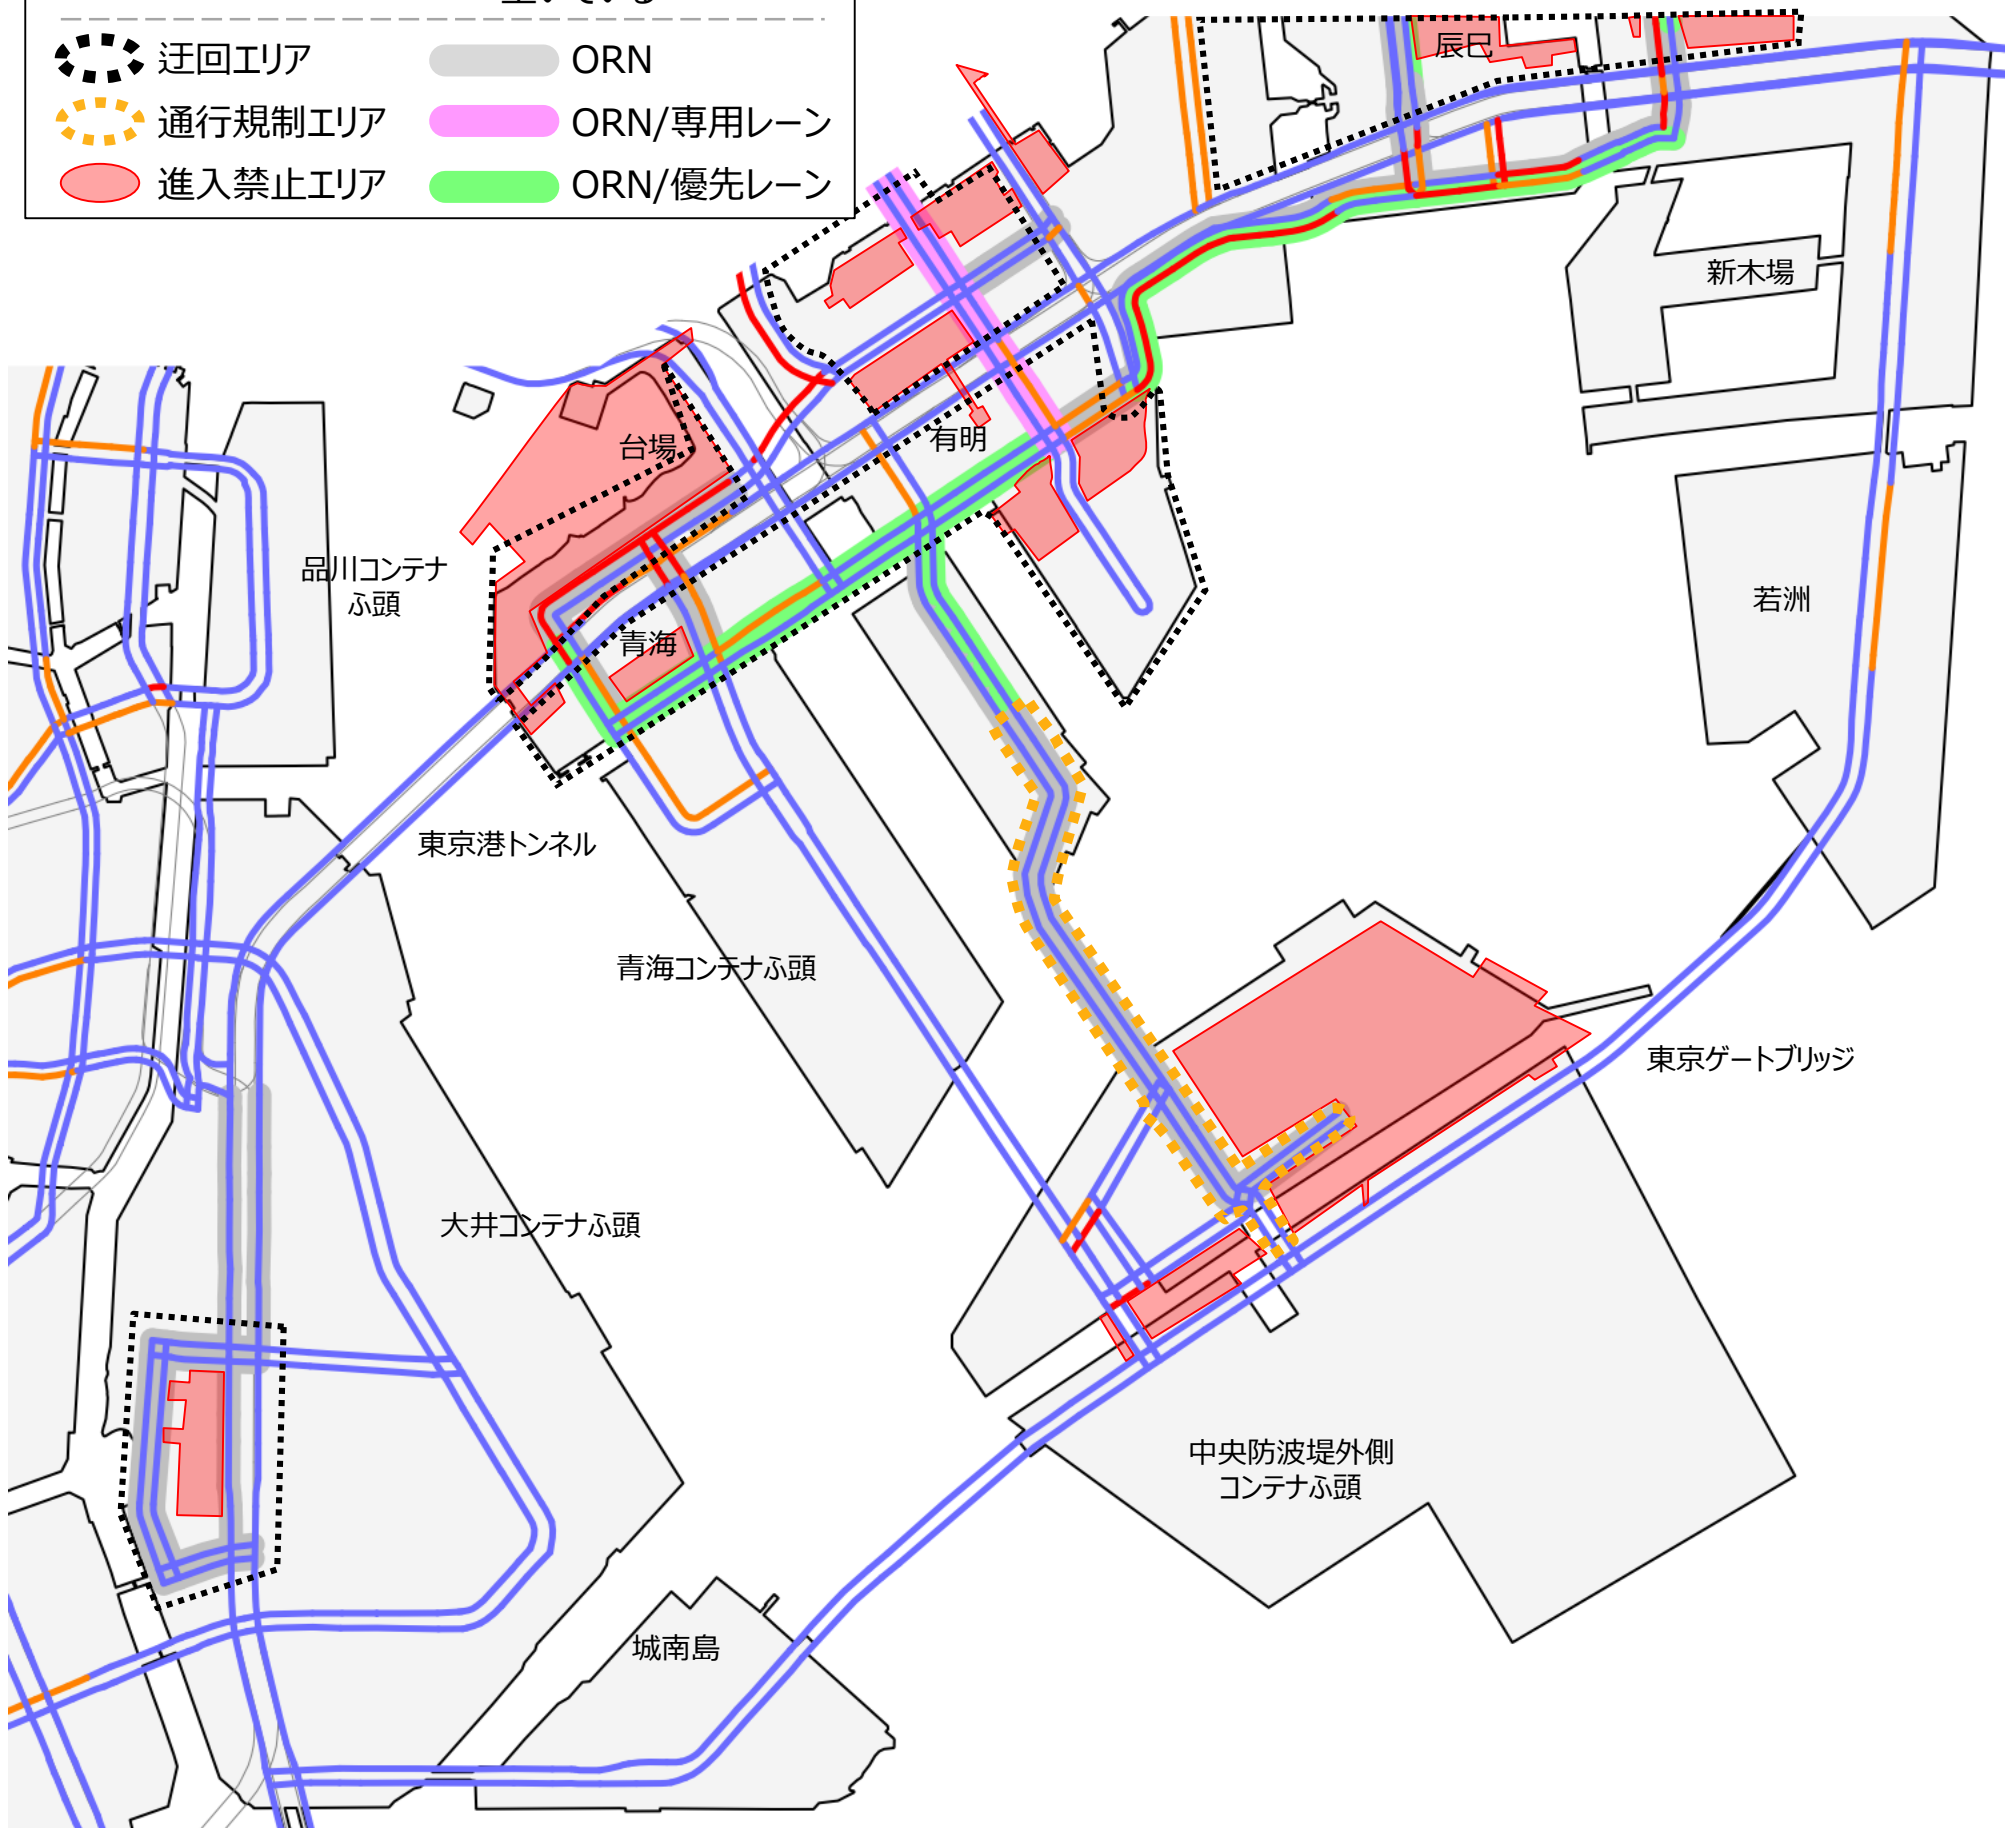 空いている
迂回エリア
ORN
通行規制エリア
ORN/専用レーン
進入禁止エリア
ORN/優先レーン
辰巳
新木場
有明
台場
品川コンテナ
ふ頭
若洲
青海
東京港トンネル
青海コンテナふ頭
東京ゲートブリッジ
大井コンテナふ頭
中央防波堤外側
コンテナふ頭
城南島